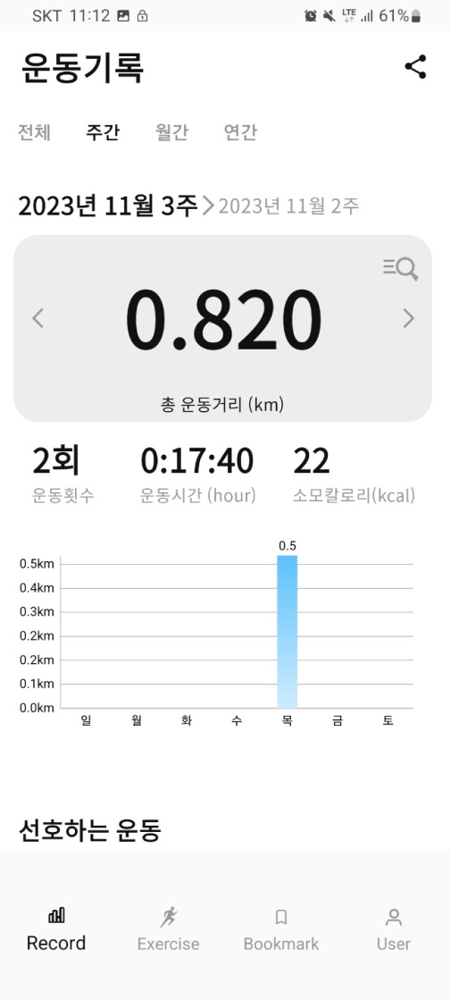 SKT 11:12 LTE 61%
운동기록
전체 주간 월간 연간
2023년 11월 3주 > 2023년 11월 2주
0.820
총 운동거리 (km)
2회 0:17:40 22
운동횟수 운동시간 (hour) 소모칼로리(kcal)
0.5
0.5km
0.4km
0.3km
0.2km
0.2km
0.1km
0.0km
일 월 화 수 목 금 토
선호하는 운동
Record Exercise Bookmark User